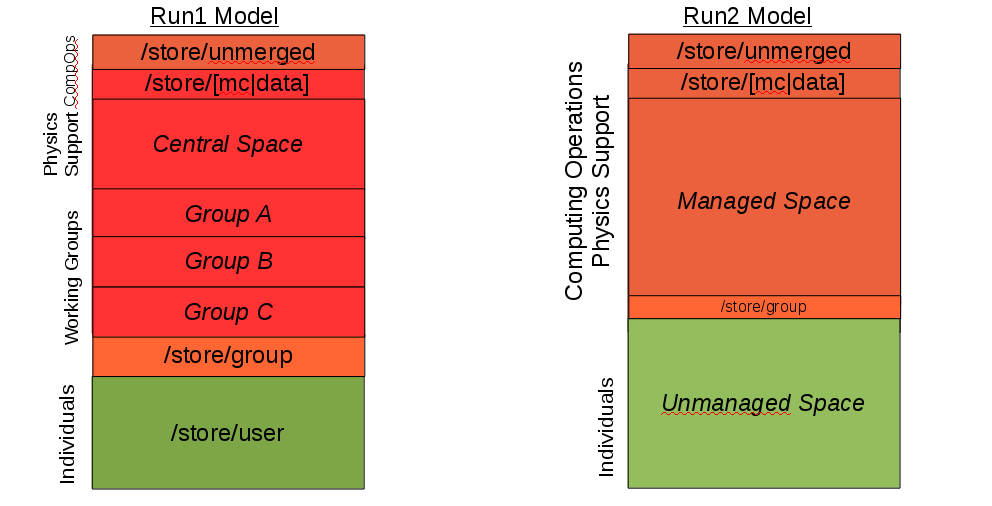 Run1 Model
CompOps
Physics
Support
Working Groups
Individuals
/store/unmerged
/store/[mc|data]
Central Space
Group A
Group B
Group C
/store/group
/store/user
Run2 Model
Computing Operations
Physics Support
Individuals
/store/unmerged
/store/[mc|data]
Managed Space
/store/group
Unmanaged Space